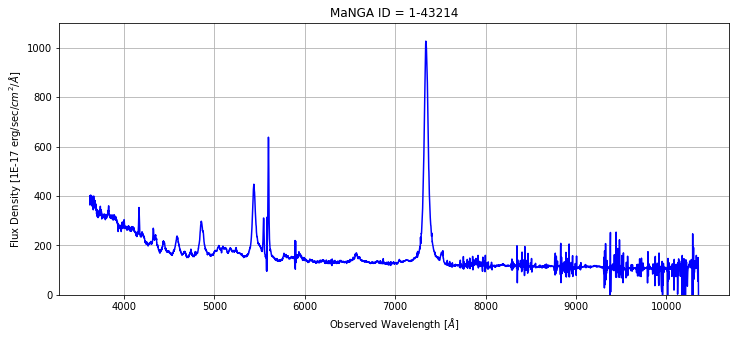 MaNGA ID = 1-43214
Flux Density [1E-17 erg/sec/cm²/Å]
1000
800
600
400
200
0
4000 5000 6000 7000 8000 9000 10000
Observed Wavelength [Å]